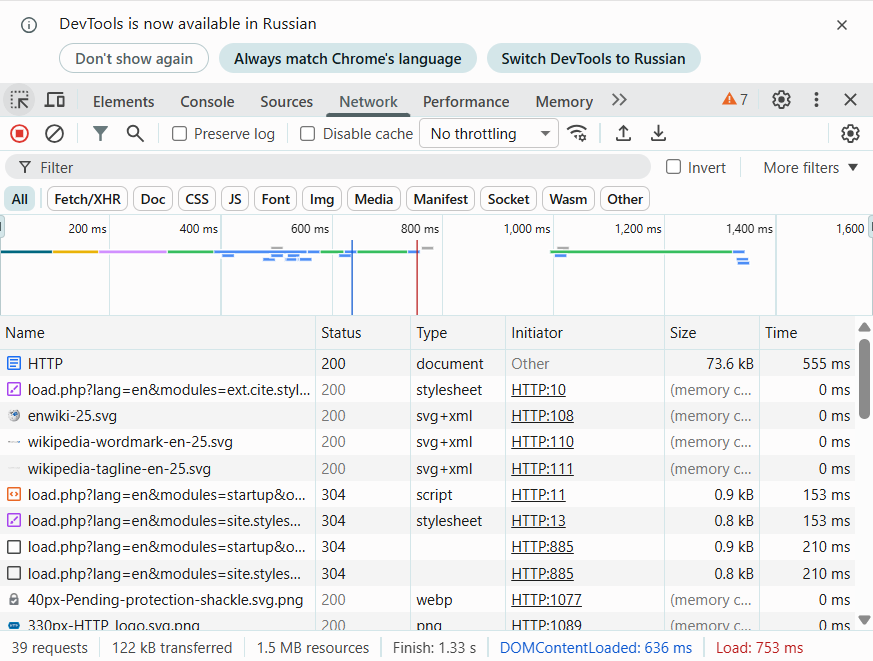 DevTools is now available in Russian
Don't show again Always match Chrome's language Switch DevTools to Russian
Elements Console Sources Network Performance Memory 7
Preserve log Disable cache No throttling
Filter Invert More filters
All Fetch/XHR Doc CSS JS Font Img Media Manifest Socket Wasm Other
200 ms 400 ms 600 ms 800 ms 1,000 ms 1,200 ms 1,400 ms 1,600
Name Status Type Initiator Size Time
HTTP 200 document Other 73.6 kB 555 ms
load.php?lang=en&modules=ext.cite.styl... 200 stylesheet HTTP:10 (memory c... 0 ms
enwiki-25.svg 200 svg+xml HTTP:108 (memory c... 0 ms
wikipedia-wordmark-en-25.svg 200 svg+xml HTTP:110 (memory c... 0 ms
wikipedia-tagline-en-25.svg 200 svg+xml HTTP:111 (memory c... 0 ms
load.php?lang=en&modules=startup&o... 304 script HTTP:11 0.9 kB 153 ms
load.php?lang=en&modules=site.styles... 304 stylesheet HTTP:13 0.8 kB 153 ms
load.php?lang=en&modules=startup&o... 304 HTTP:885 0.9 kB 210 ms
load.php?lang=en&modules=site.styles... 304 HTTP:885 0.8 kB 210 ms
40px-Pending-protection-shackle.svg.png 200 webp HTTP:1077 (memory c... 0 ms
330px-HTTP_logo.svg.png 200 png HTTP:1089 (memory c... 0 ms
39 requests 122 kB transferred 1.5 MB resources Finish: 1.33 s DOMContentLoaded: 636 ms Load: 753 ms